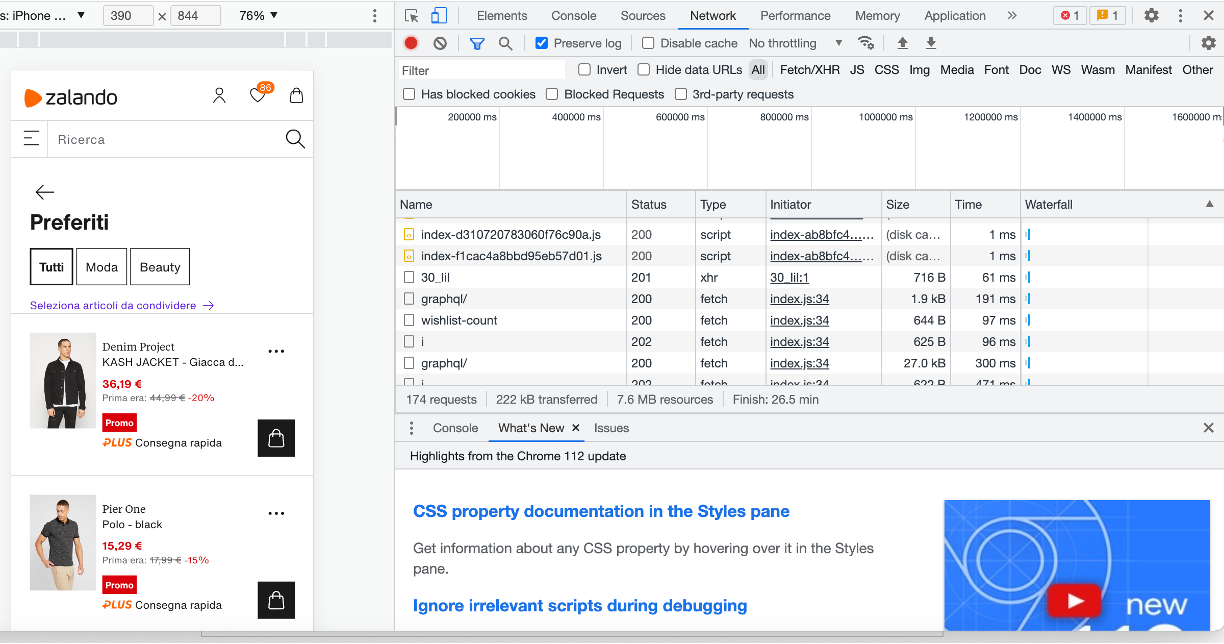 s: iPhone ... ▼ 390 × 844 76% ▼
zalando 86
Ricerca
Preferiti
Tutti Moda Beauty
Seleziona articoli da condividere →
Denim Project
KASH JACKET - Giacca d...
36,19 €
Prima era: 44,99 € -20%
Promo
PLUS Consegna rapida
Pier One
Polo - black
15,29 €
Prima era: 17,99 € -15%
Promo
PLUS Consegna rapida
Elements Console Sources Network Performance Memory Application » 1 1
Preserve log Disable cache No throttling ▼
Filter Invert Hide data URLs All Fetch/XHR JS CSS Img Media Font Doc WS Wasm Manifest Other
Has blocked cookies Blocked Requests 3rd-party requests
200000 ms 400000 ms 600000 ms 800000 ms 1000000 ms 1200000 ms 1400000 ms 1600000 m
Name Status Type Initiator Size Time Waterfall ▲
index-d310720783060f76c90a.js 200 script index-ab8bfc4...... (disk ca... 1 ms
index-f1cac4a8bbd95eb57d01.js 200 script index-ab8bfc4...... (disk ca... 1 ms
30_lil 201 xhr 30_lil:1 716 B 61 ms
graphql/ 200 fetch index.js:34 1.9 kB 191 ms
wishlist-count 200 fetch index.js:34 644 B 97 ms
i 202 fetch index.js:34 625 B 96 ms
graphql/ 200 fetch index.js:34 27.0 kB 300 ms
i 202 fetch index.js:34 622 B 471 ms
174 requests 222 kB transferred 7.6 MB resources Finish: 26.5 min
Console What's New × Issues
Highlights from the Chrome 112 update
CSS property documentation in the Styles pane
Get information about any CSS property by hovering over it in the Styles
pane.
Ignore irrelevant scripts during debugging
new
112